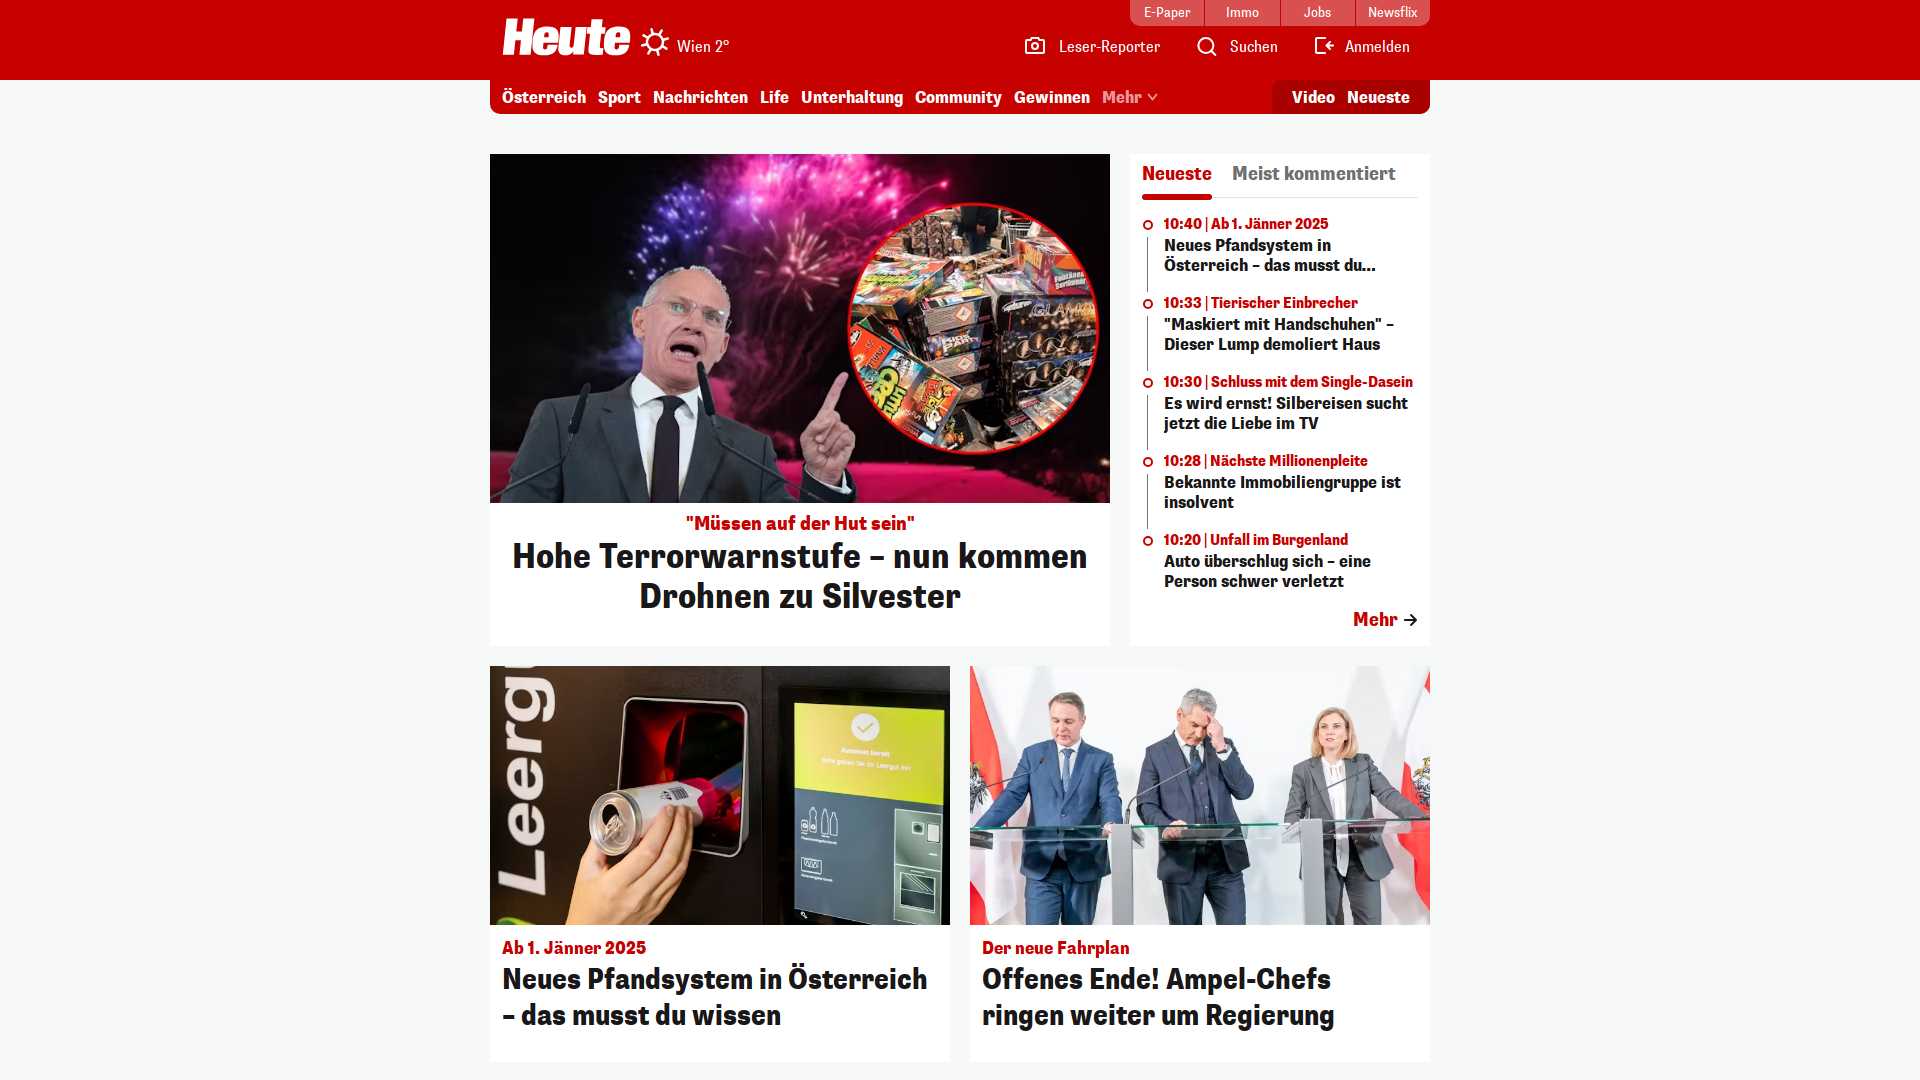 E-Paper
Immo
Jobs
Newsflix
Heute
Wien 2°
Leser-Reporter
Suchen
Anmelden
Österreich
Sport
Nachrichten
Life
Unterhaltung
Community
Gewinnen
Mehr
Video
Neueste
"Müssen auf der Hut sein"
Hohe Terrorwarnstufe – nun kommen
Drohnen zu Silvester
Neueste
Meist kommentiert
10:40 | Ab 1. Jänner 2025
Neues Pfandsystem in
Österreich – das musst du...
10:33 | Tierischer Einbrecher
"Maskiert mit Handschuhen" –
Dieser Lump demoliert Haus
10:30 | Schluss mit dem Single-Dasein
Es wird ernst! Silbereisen sucht
jetzt die Liebe im TV
10:28 | Nächste Millionenpleite
Bekannte Immobiliengruppe ist
insolvent
10:20 | Unfall im Burgenland
Auto überschlug sich – eine
Person schwer verletzt
Mehr
Leerg
Ab 1. Jänner 2025
Neues Pfandsystem in Österreich
– das musst du wissen
Der neue Fahrplan
Offenes Ende! Ampel-Chefs
ringen weiter um Regierung